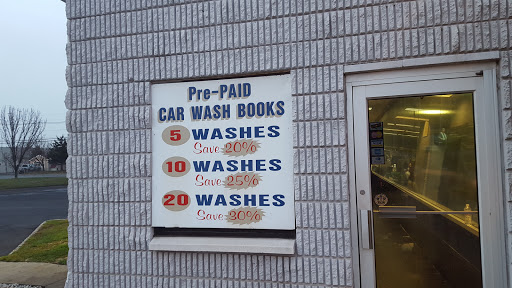 Pre-PAID
CAR WASH BOOKS
5 WASHES
Save 20%
10 WASHES
Save 25%
20 WASHES
Save 30%